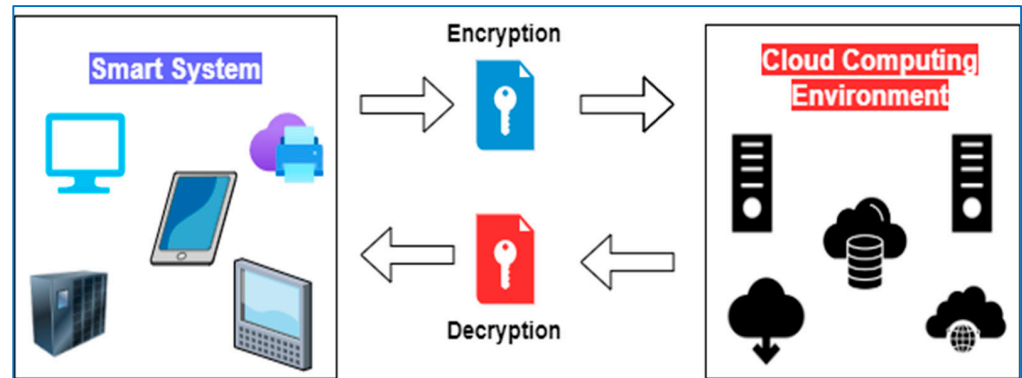 Smart System
Encryption
Decryption
Cloud Computing
Environment